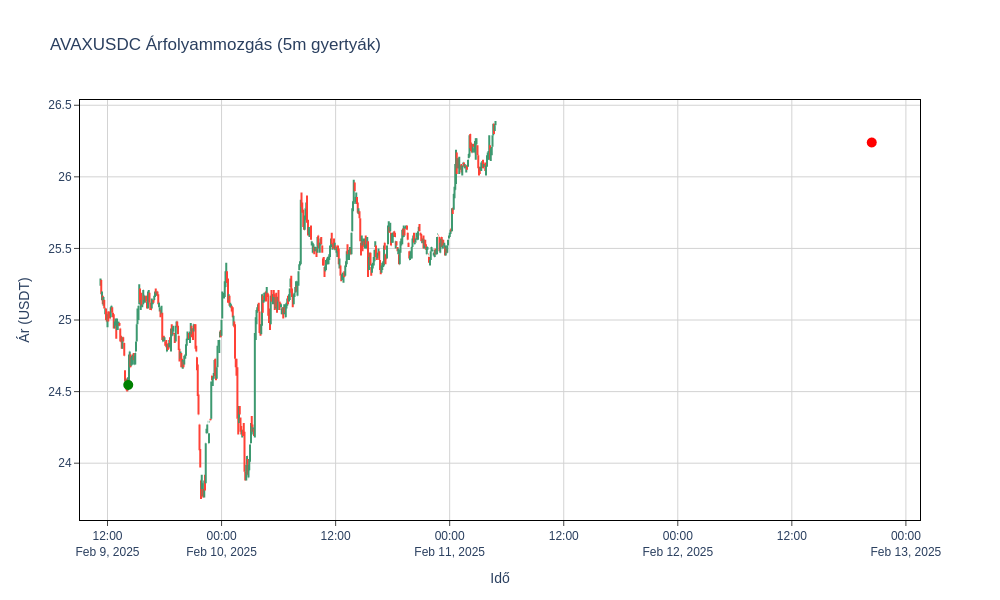 AVAXUSDC Árfolyammozgás (5m gyertyák)
26.5
26
25.5
25
24.5
24
Ár (USDT)
12:00 00:00 12:00 00:00 12:00 00:00 12:00 00:00
Feb 9, 2025 Feb 10, 2025 Feb 11, 2025 Feb 12, 2025 Feb 13, 2025
Idő